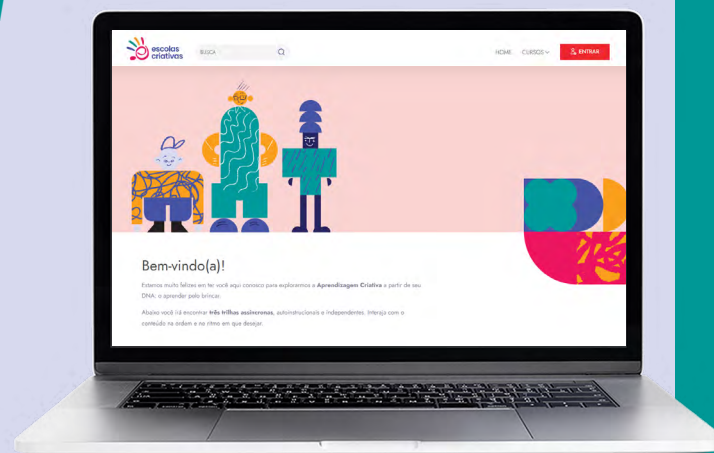 escolas
criativas
BUSCA
HOME
CURSOS
ENTRAR
Bem-vindo(a)!
Estamos muito felizes em ter você aqui conosco para explorarmos a Aprendizagem Criativa a partir de seu
DNA: o aprender pelo brincar.
Abaixo você irá encontrar três trilhas assíncronas, autoinstrucionais e independentes. Interaja com o
conteúdo na ordem e no ritmo em que desejar.